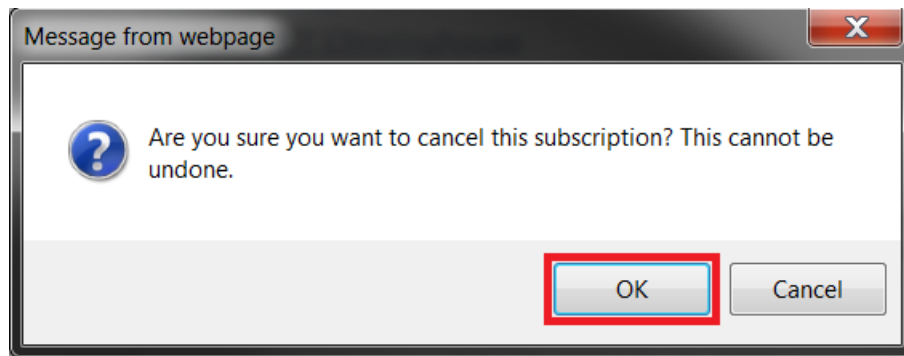 Message from webpage
Are you sure you want to cancel this subscription? This cannot be
undone.
OK
Cancel